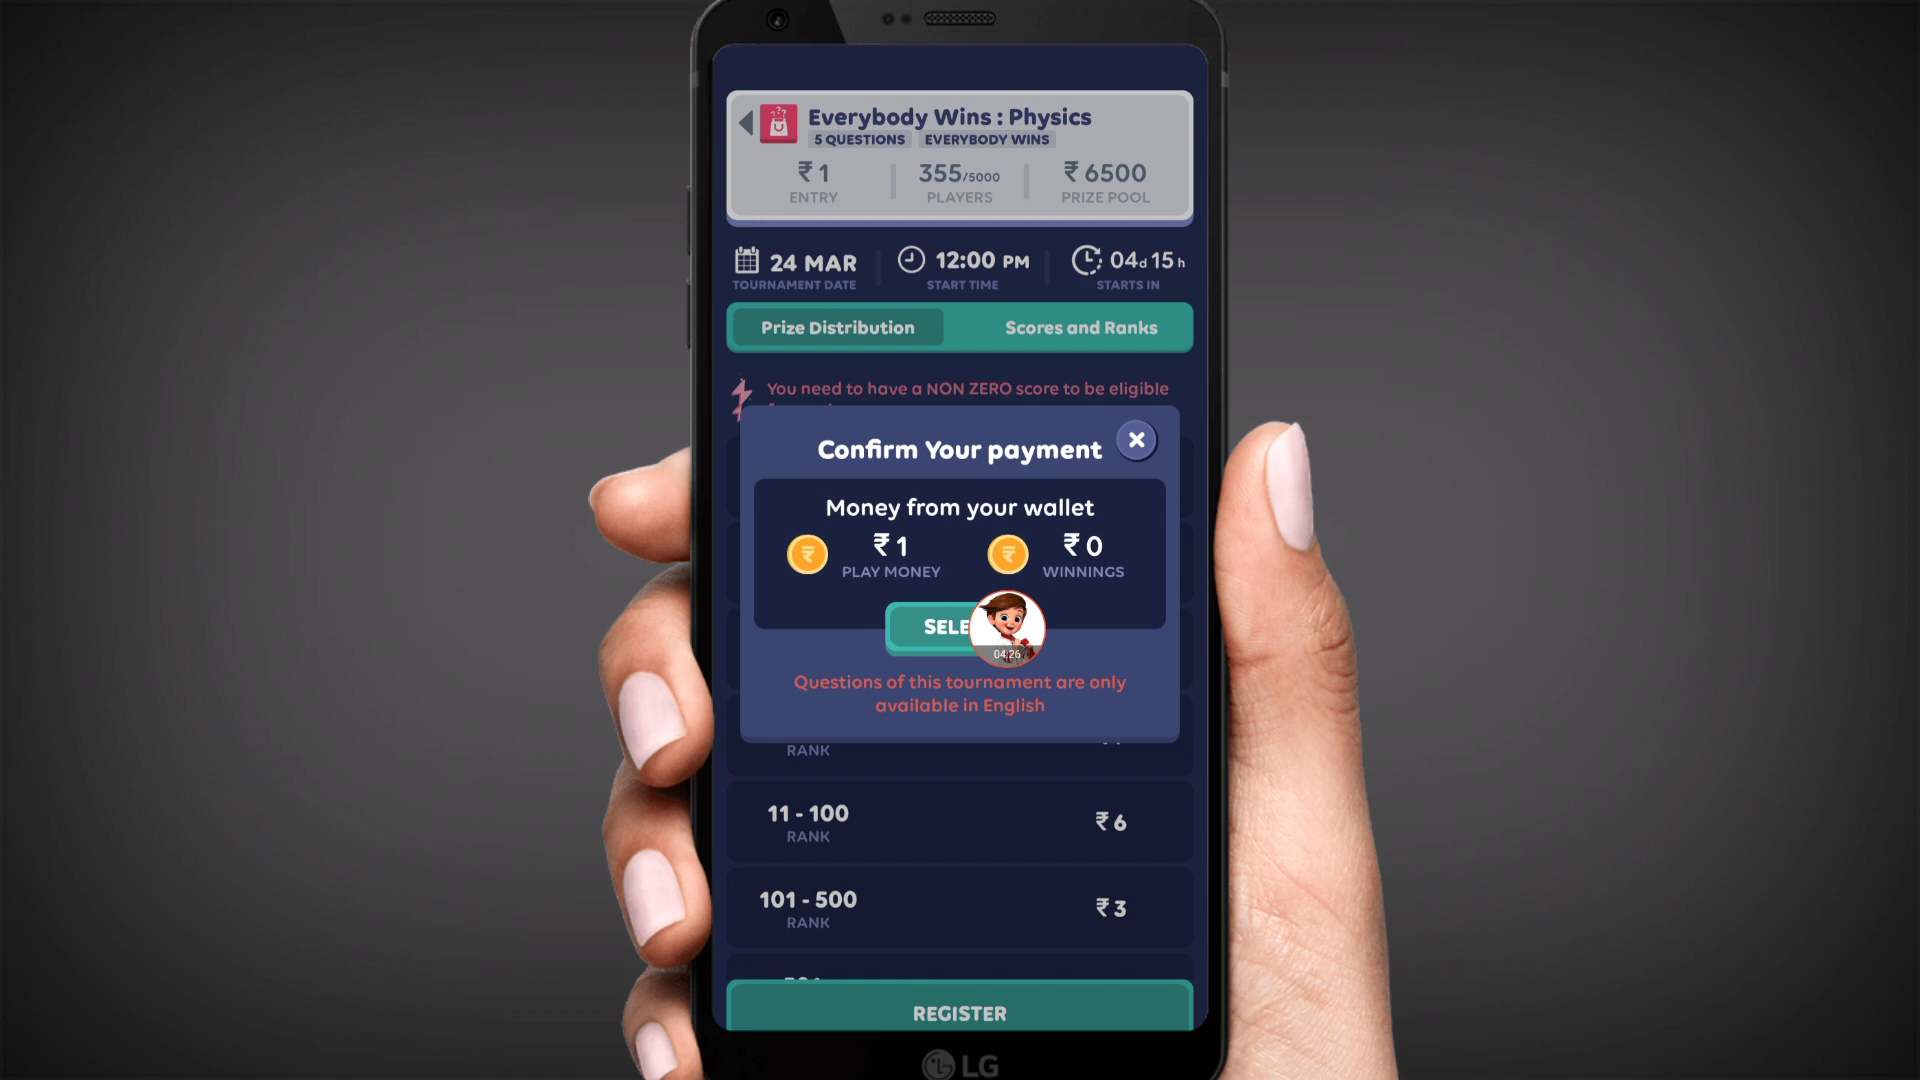 Everybody Wins : Physics
5 QUESTIONS EVERYBODY WINS
₹ 1 355/5000 ₹ 6500
ENTRY PLAYERS PRIZE POOL
24 MAR 12:00 PM 04d 15h
TOURNAMENT DATE START TIME STARTS IN
Prize Distribution Scores and Ranks
You need to have a NON ZERO score to be eligible
Confirm Your payment
Money from your wallet
₹ 1 ₹ 0
PLAY MONEY WINNINGS
04:26
Questions of this tournament are only
available in English
RANK
11 - 100 ₹ 6
RANK
101 - 500 ₹ 3
RANK
REGISTER
LG